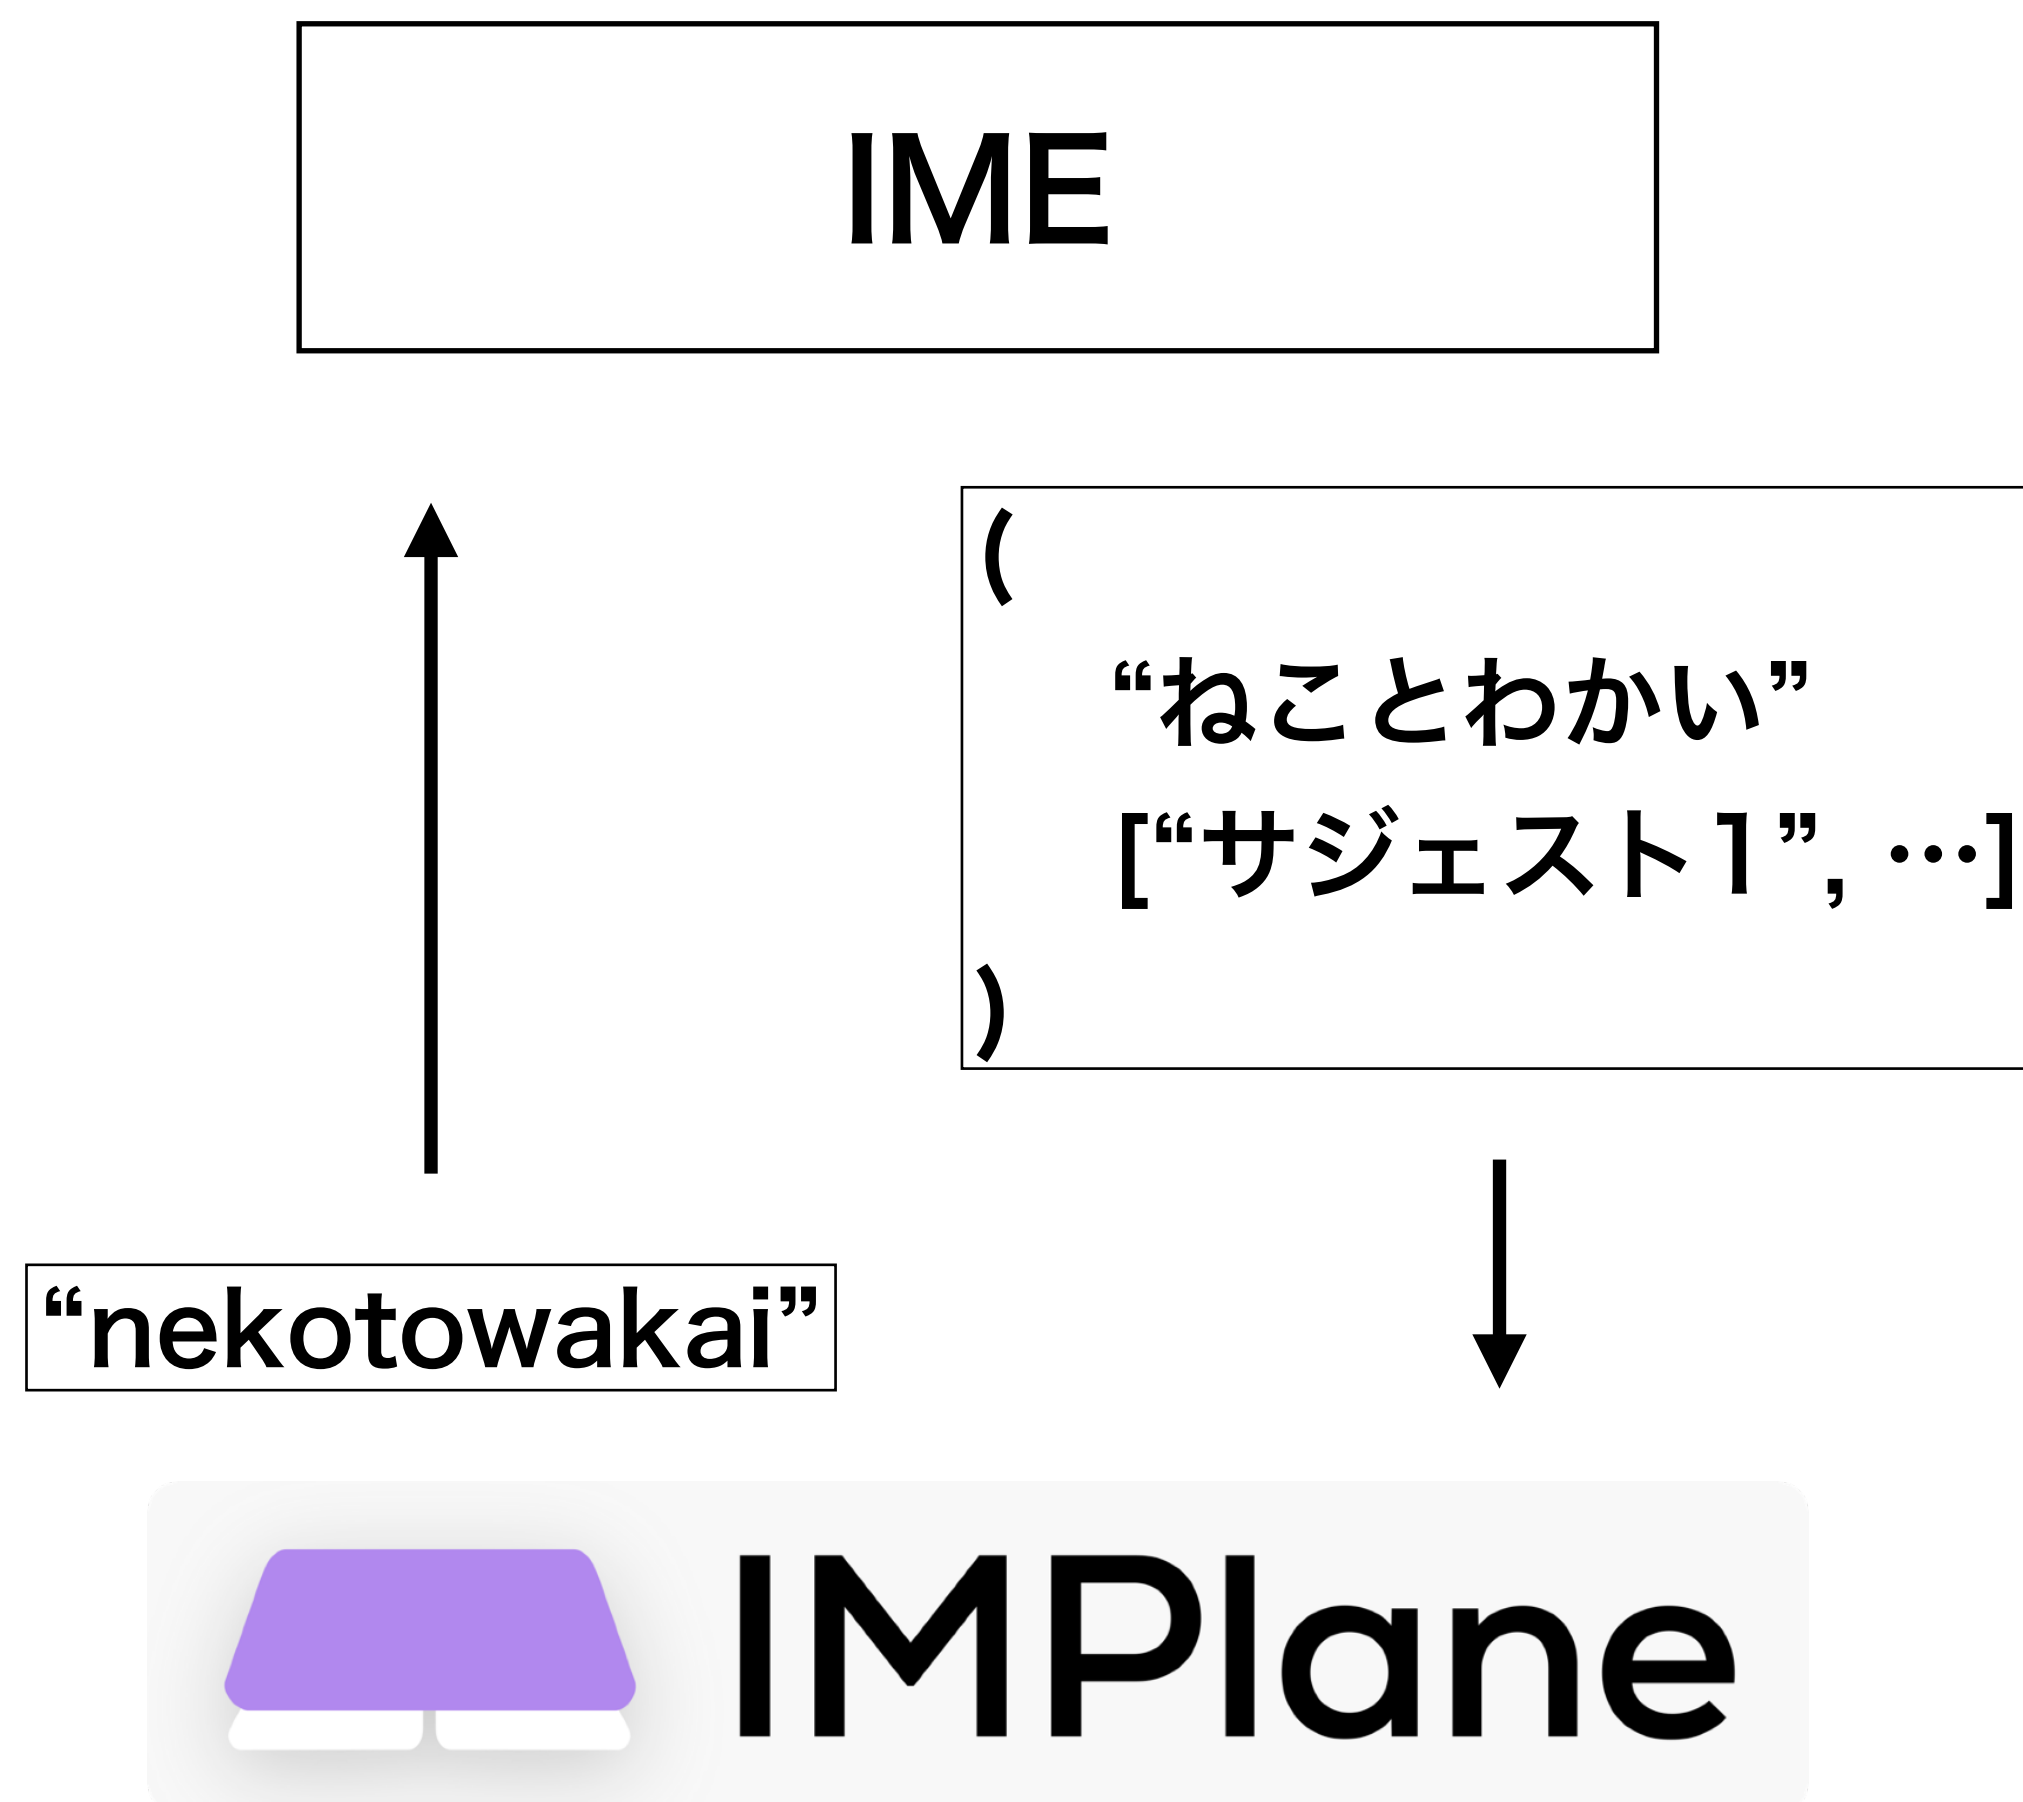 IME
(
“ねことわかい”
[“サジェスト1”, …]
)
“nekotowakai”
IMPlane